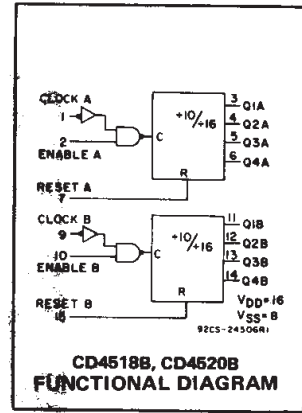 CLOCK A
1
2
ENABLE A
C
÷10/÷16
3 Q1A
4 Q2A
5 Q3A
6 Q4A
R
RESET A
7
CLOCK B
9
10
ENABLE B
C
÷10/÷16
11 Q1B
12 Q2B
13 Q3B
14 Q4B
R
RESET B
15
VDD=16
VSS=8
92CS-24506R1
CD4518B, CD4520B
FUNCTIONAL DIAGRAM